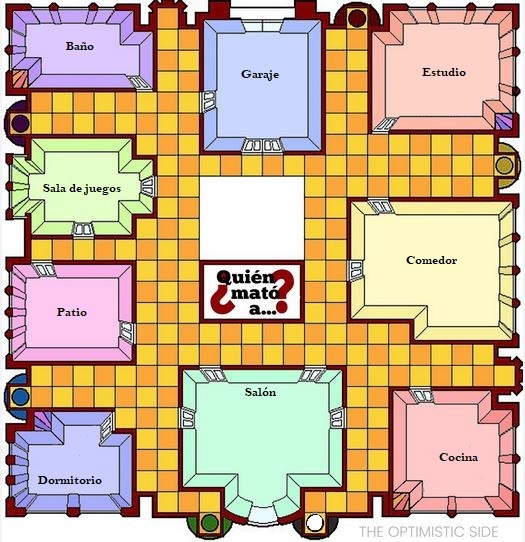 Baño
Garaje
Estudio
Sala de juegos
Comedor
¿Quién
mató
a...?
Patio
Salón
Dormitorio
Cocina
THE OPTIMISTIC SIDE